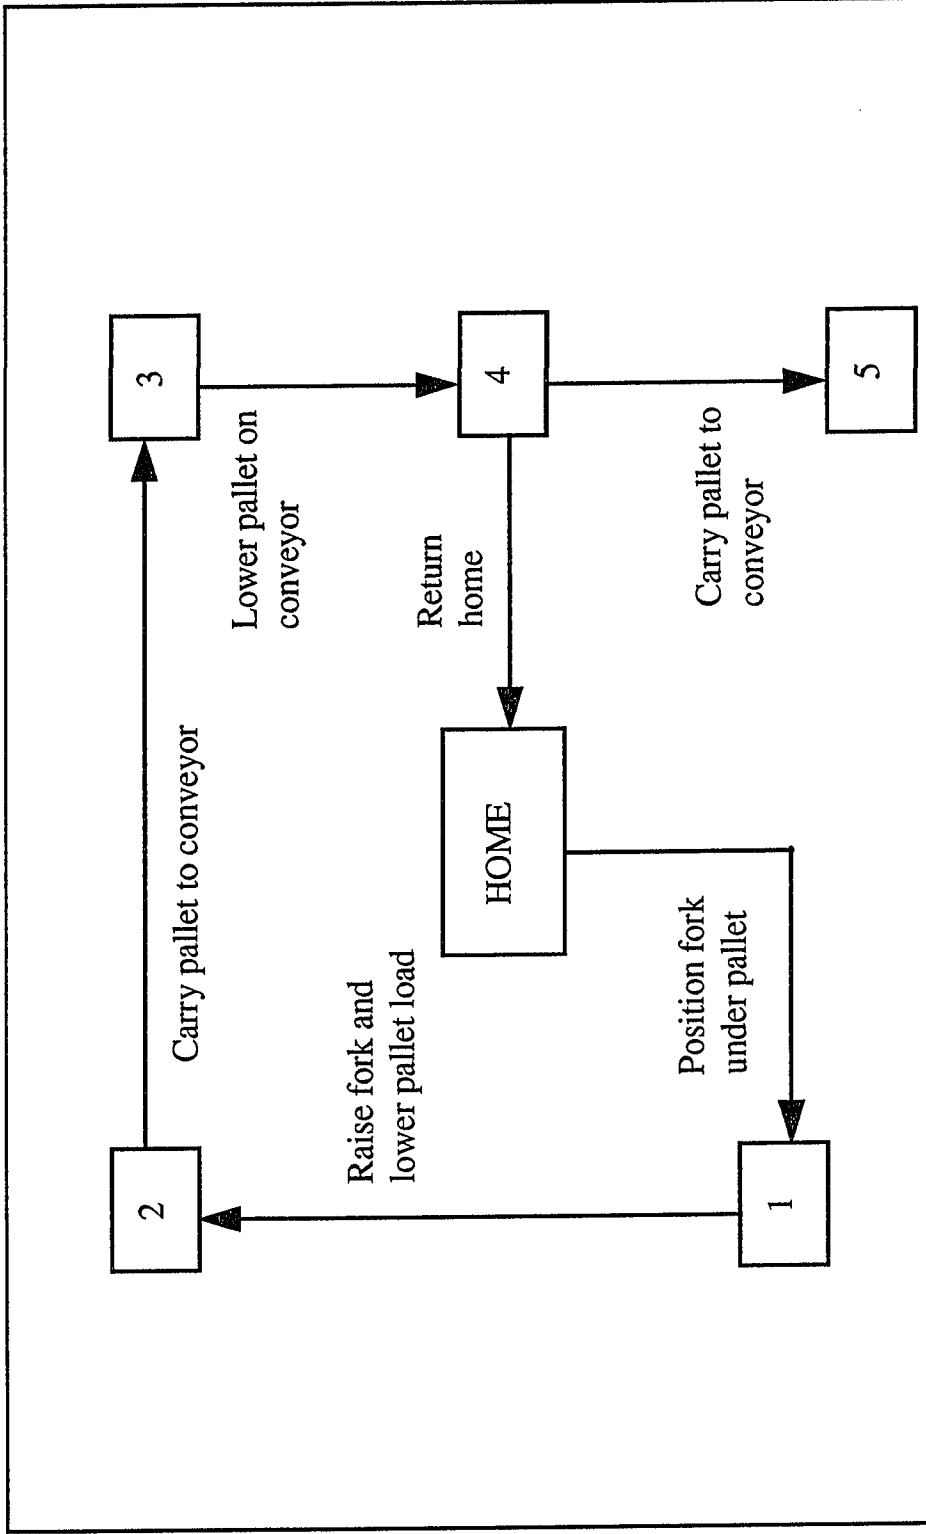 2
3
Carry pallet to conveyor
Lower pallet on
conveyor
Raise fork and
lower pallet load
Return
home
HOME
4
Position fork
under pallet
Carry pallet to
conveyor
1
5